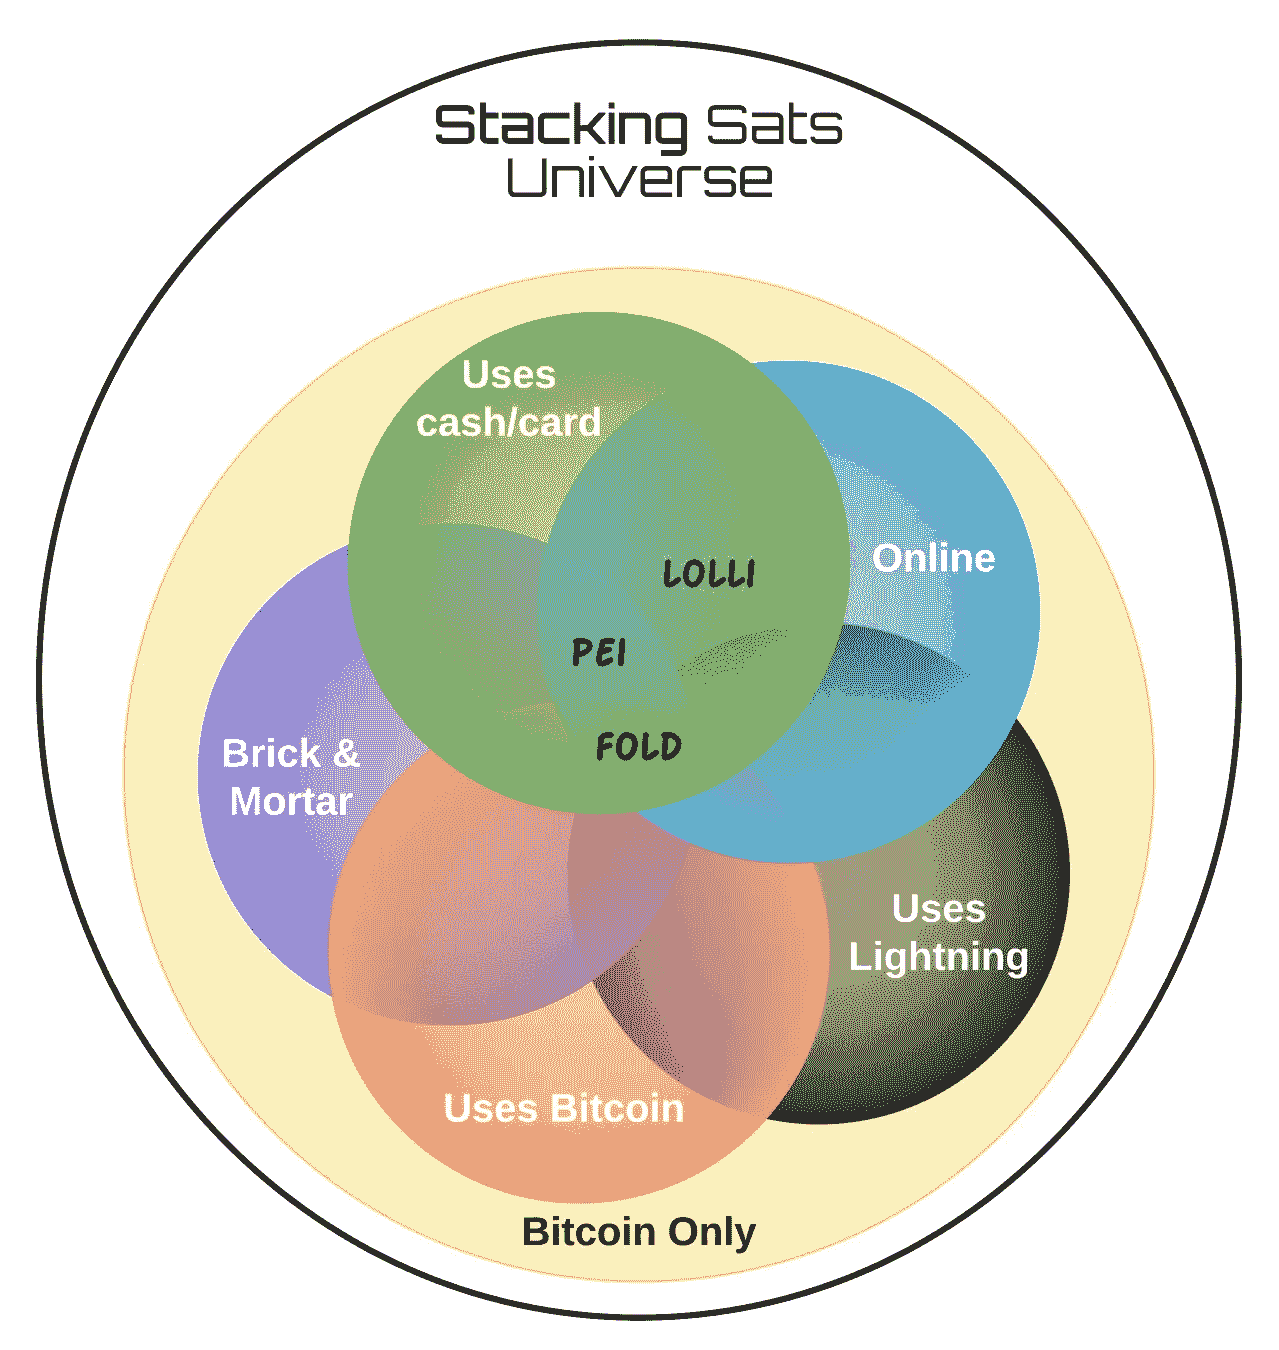 Stacking Sats
Universe
Uses
cash/card
Online
LOLLI
PEI
FOLD
Brick &
Mortar
Uses
Lightning
Uses Bitcoin
Bitcoin Only